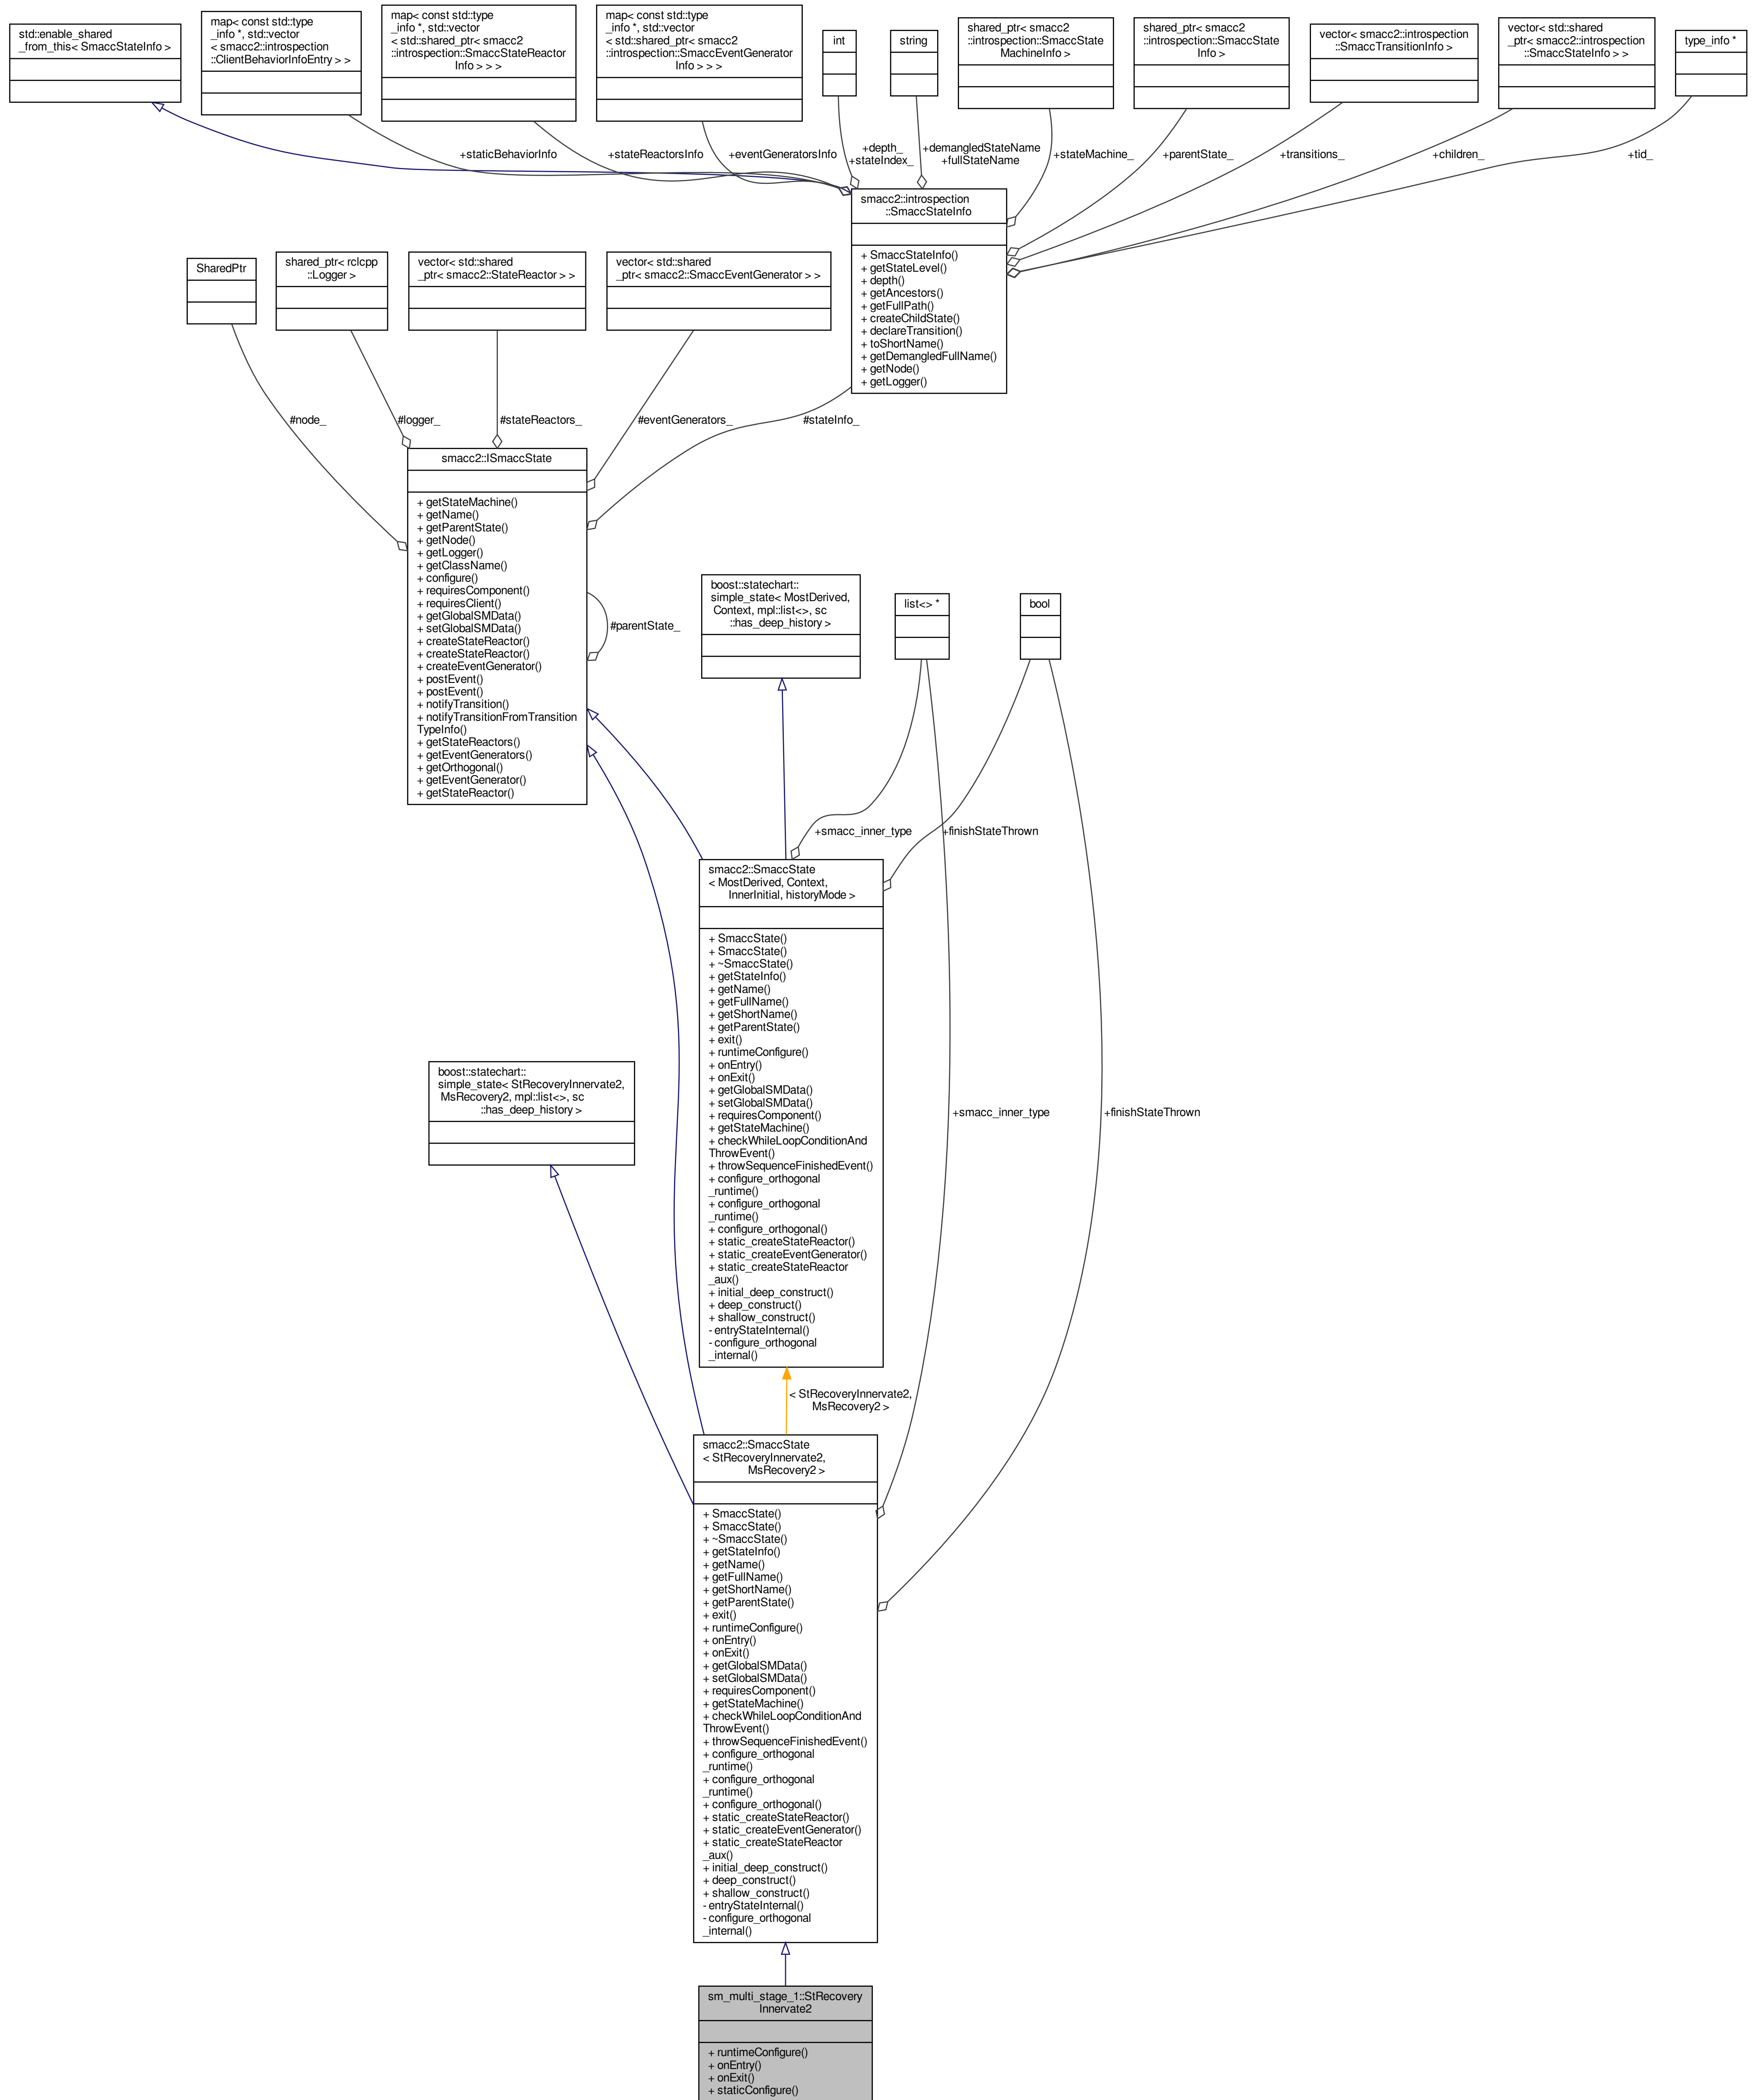 std::enable_shared
_from_this< SmaccStateInfo >
map< const std::type
_info *, std::vector
< smacc2::introspection
::ClientBehaviorInfoEntry > >
map< const std::type
_info *, std::vector
< std::shared_ptr< smacc2
::introspection::SmaccStateReactor
Info > > >
map< const std::type
_info *, std::vector
< std::shared_ptr< smacc2
::introspection::SmaccEventGenerator
Info > > >
int
string
shared_ptr< smacc2
::introspection::SmaccState
MachineInfo >
shared_ptr< smacc2
::introspection::SmaccState
Info >
vector< smacc2::introspection
::SmaccTransitionInfo >
vector< std::shared
_ptr< smacc2::introspection
::SmaccStateInfo > >
type_info *
+staticBehaviorInfo
+stateReactorsInfo
+eventGeneratorsInfo
+depth_
+stateIndex_
+demangledStateName
+fullStateName
+stateMachine_
+parentState_
+transitions_
+children_
+tid_
smacc2::introspection
::SmaccStateInfo
+ SmaccStateInfo()
+ getStateLevel()
+ depth()
+ getAncestors()
+ getFullPath()
+ createChildState()
+ declareTransition()
+ toShortName()
+ getDemangledFullName()
+ getNode()
+ getLogger()
SharedPtr
shared_ptr< rclcpp
::Logger >
vector< std::shared
_ptr< smacc2::StateReactor > >
vector< std::shared
_ptr< smacc2::SmaccEventGenerator > >
#node_
#logger_
#stateReactors_
#eventGenerators_
#stateInfo_
smacc2::ISmaccState
+ getStateMachine()
+ getName()
+ getParentState()
+ getNode()
+ getLogger()
+ getClassName()
+ configure()
+ requiresComponent()
+ requiresClient()
+ getGlobalSMData()
+ setGlobalSMData()
+ createStateReactor()
+ createStateReactor()
+ createEventGenerator()
+ postEvent()
+ postEvent()
+ notifyTransition()
+ notifyTransitionFromTransition
TypeInfo()
+ getStateReactors()
+ getEventGenerators()
+ getOrthogonal()
+ getEventGenerator()
+ getStateReactor()
#parentState_
boost::statechart::
simple_state< MostDerived,
Context, mpl::list<>, sc
::has_deep_history >
list<> *
bool
+smacc_inner_type
+finishStateThrown
smacc2::SmaccState
< MostDerived, Context,
InnerInitial, historyMode >
+ SmaccState()
+ SmaccState()
+ ~SmaccState()
+ getStateInfo()
+ getName()
+ getFullName()
+ getShortName()
+ getParentState()
+ exit()
+ runtimeConfigure()
+ onEntry()
+ onExit()
+ getGlobalSMData()
+ setGlobalSMData()
+ requiresComponent()
+ getStateMachine()
+ checkWhileLoopConditionAnd
ThrowEvent()
+ throwSequenceFinishedEvent()
+ configure_orthogonal
_runtime()
+ configure_orthogonal
_runtime()
+ configure_orthogonal()
+ static_createStateReactor()
+ static_createEventGenerator()
+ static_createStateReactor
_aux()
+ initial_deep_construct()
+ deep_construct()
+ shallow_construct()
- entryStateInternal()
- configure_orthogonal
_internal()
boost::statechart::
simple_state< StRecoveryInnervate2,
MsRecovery2, mpl::list<>, sc
::has_deep_history >
+smacc_inner_type
+finishStateThrown
< StRecoveryInnervate2,
MsRecovery2 >
smacc2::SmaccState
< StRecoveryInnervate2,
MsRecovery2 >
+ SmaccState()
+ SmaccState()
+ ~SmaccState()
+ getStateInfo()
+ getName()
+ getFullName()
+ getShortName()
+ getParentState()
+ exit()
+ runtimeConfigure()
+ onEntry()
+ onExit()
+ getGlobalSMData()
+ setGlobalSMData()
+ requiresComponent()
+ getStateMachine()
+ checkWhileLoopConditionAnd
ThrowEvent()
+ throwSequenceFinishedEvent()
+ configure_orthogonal
_runtime()
+ configure_orthogonal
_runtime()
+ configure_orthogonal()
+ static_createStateReactor()
+ static_createEventGenerator()
+ static_createStateReactor
_aux()
+ initial_deep_construct()
+ deep_construct()
+ shallow_construct()
- entryStateInternal()
- configure_orthogonal
_internal()
sm_multi_stage_1::StRecovery
Innervate2
+ runtimeConfigure()
+ onEntry()
+ onExit()
+ staticConfigure()